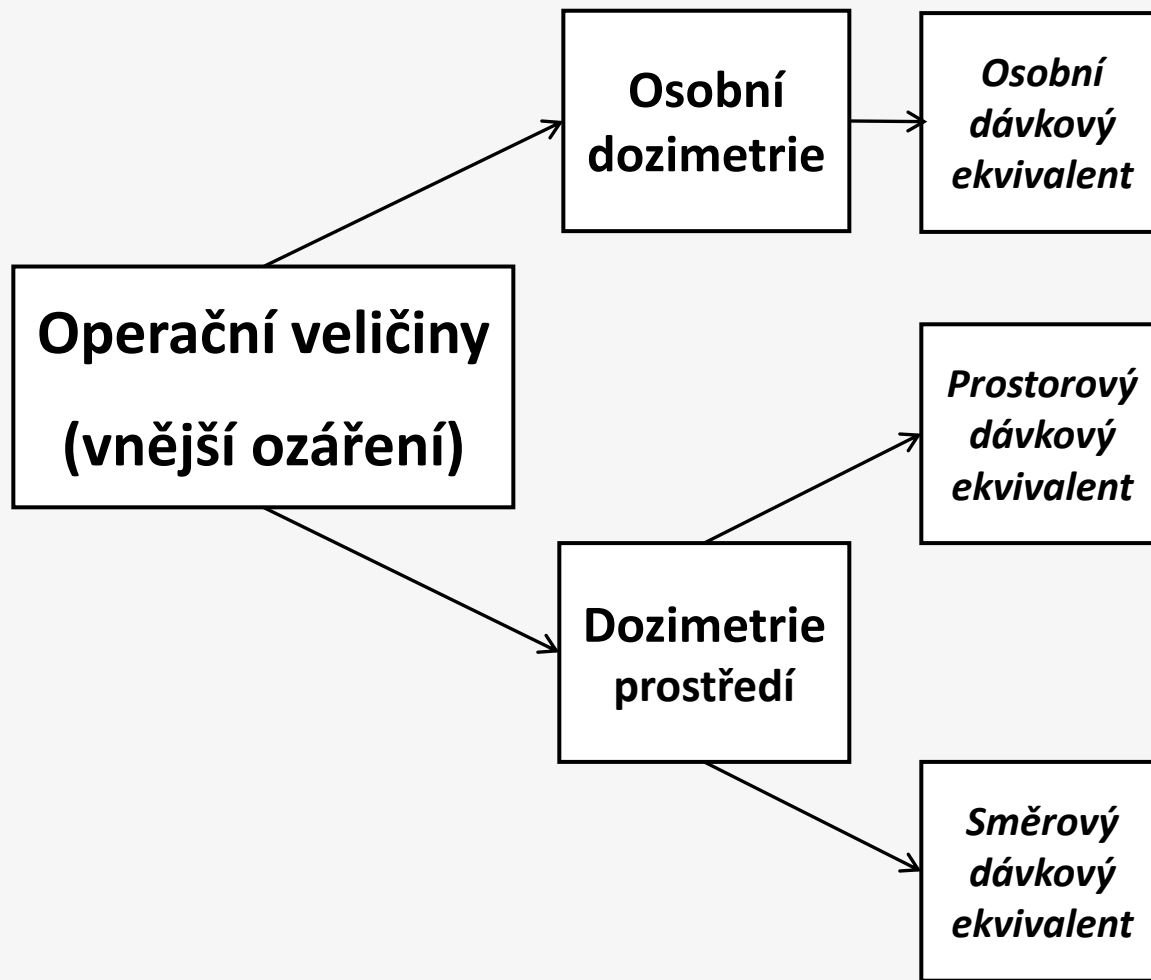 Osobní
dozimetrie
Osobní
dávkový
ekvivalent
Operační veličiny
(vnější ozáření)
Prostorový
dávkový
ekvivalent
Dozimetrie
prostředí
Směrový
dávkový
ekvivalent